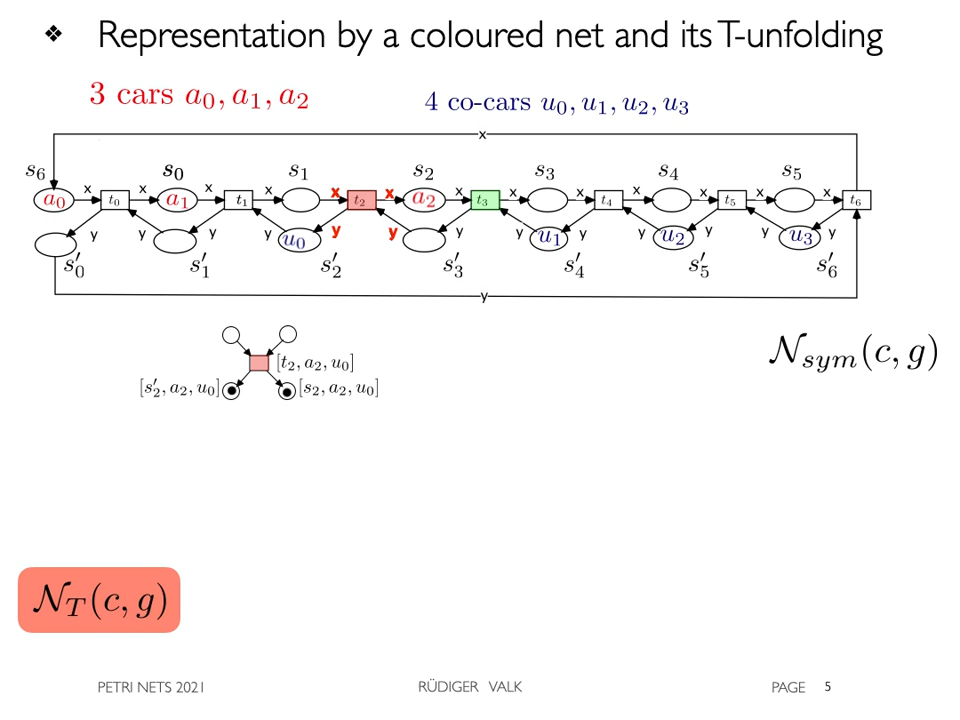 ❖ Representation by a coloured net and its T-unfolding
3 cars a₀, a₁, a₂
4 co-cars u₀, u₁, u₂, u₃
x
s₆ s₀ s₁ s₂ s₃ s₄ s₅
x x x x x x x x x x x x x
a₀ t₀ a₁ t₁ t₂ a₂ t₃ t₄ t₅ t₆
y y y y y y y y y y y y y
u₀ u₁ u₂ u₃
s′₀ s′₁ s′₂ s′₃ s′₄ s′₅ s′₆
y
𝒩sym(c, g)
[t₂, a₂, u₀]
[s′₂, a₂, u₀] [s₂, a₂, u₀]
𝒩T(c, g)
PETRI NETS 2021 RÜDIGER VALK PAGE 5